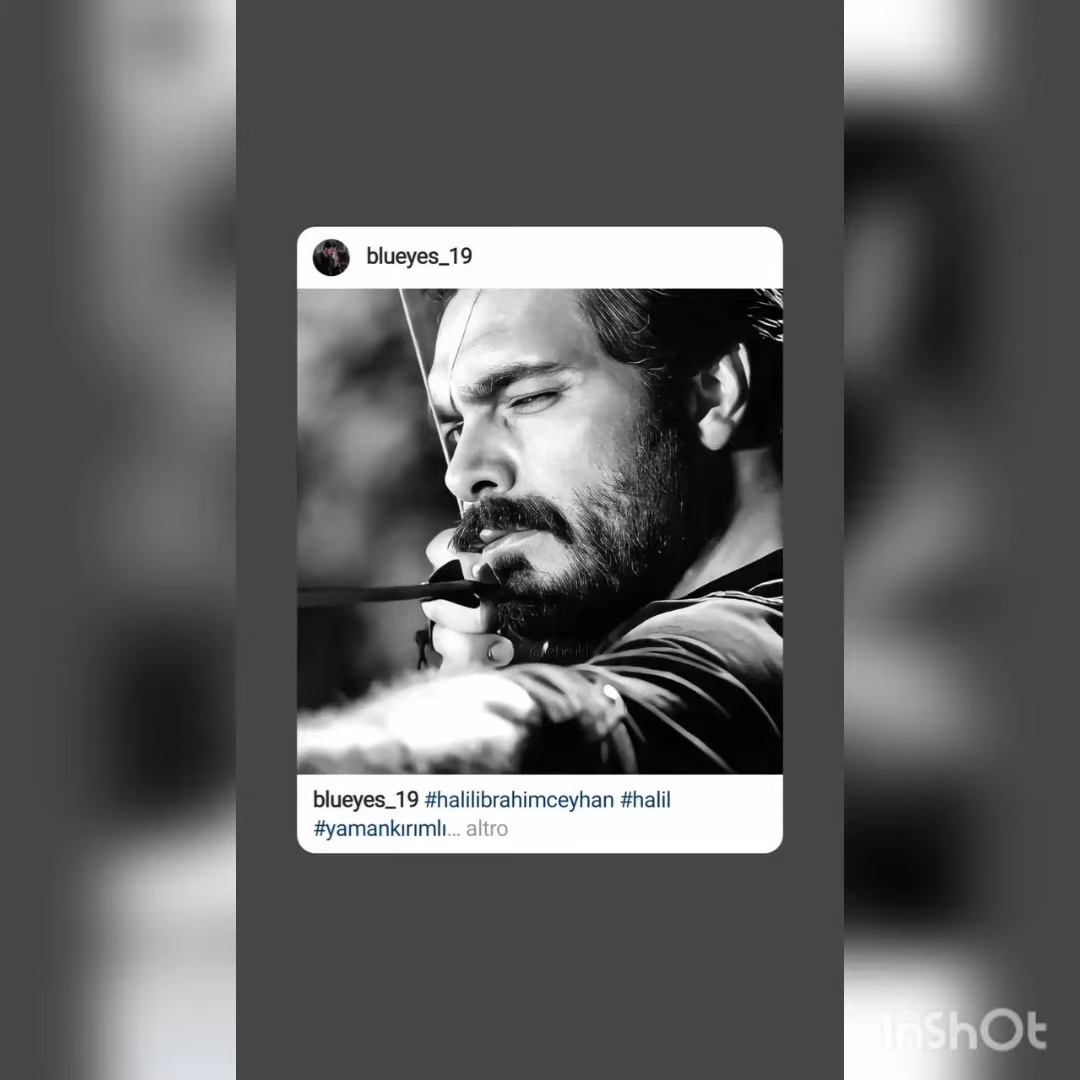 blueyes_19
blueyes_19 #halilibrahimceyhan #halil
#yamankırımlı... altro
InShOt